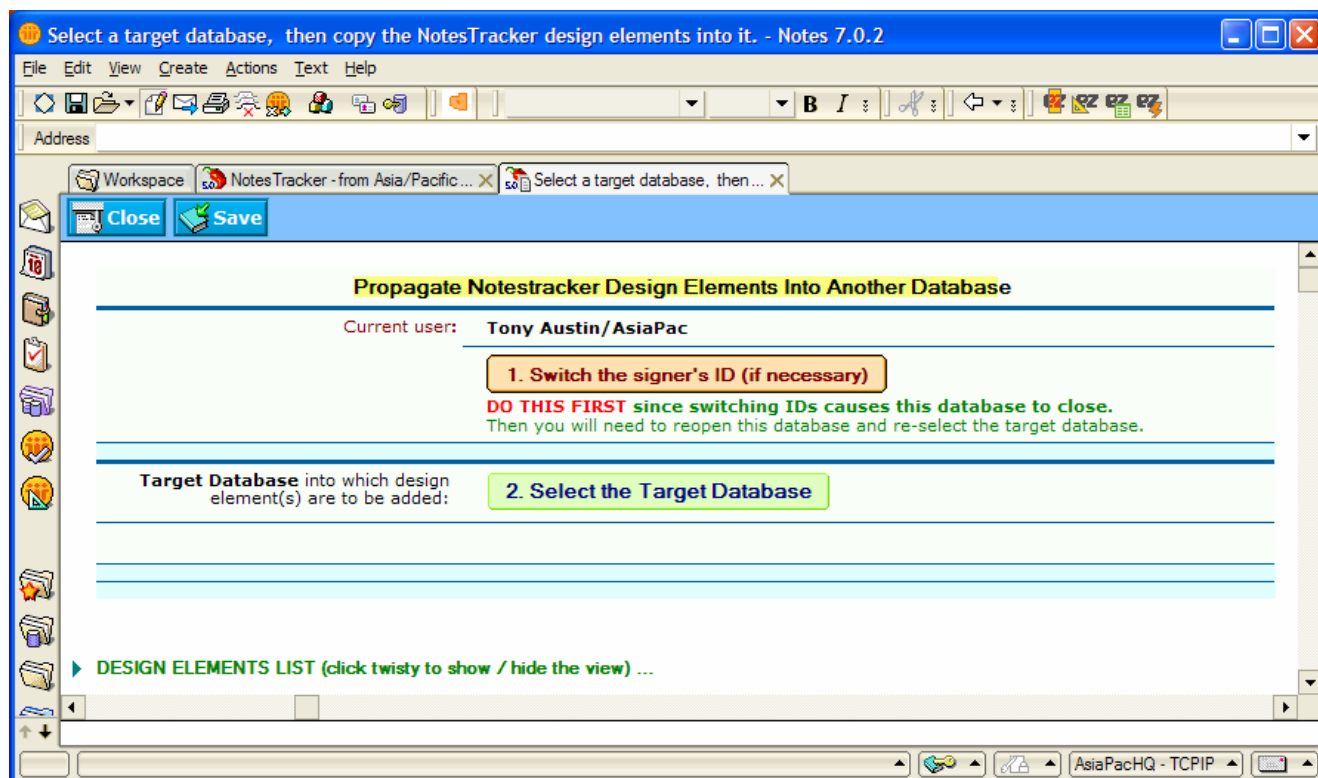 Select a target database, then copy the NotesTracker design elements into it. - Notes 7.0.2
File Edit View Create Actions Text Help
B I
Address
Workspace NotesTracker - from Asia/Pacific ... Select a target database, then ...
Close Save
Propagate Notestracker Design Elements Into Another Database
Current user: Tony Austin/AsiaPac
1. Switch the signer's ID (if necessary)
DO THIS FIRST since switching IDs causes this database to close.
Then you will need to reopen this database and re-select the target database.
Target Database into which design
element(s) are to be added:
2. Select the Target Database
DESIGN ELEMENTS LIST (click twisty to show / hide the view) ...
AsiaPacHQ - TCPIP